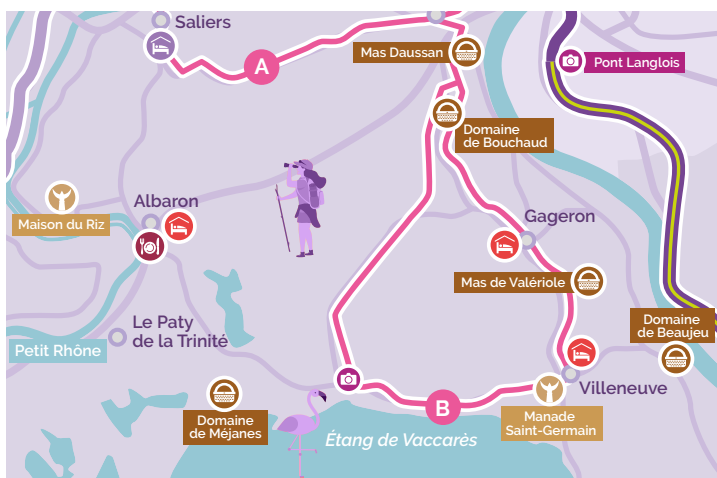 Saliers
A
Mas Daussan
Pont Langlois
Domaine
de Bouchaud
Albaron
Maison du Riz
Gageron
Mas de Valériole
Le Paty
de la Trinité
Petit Rhône
Domaine
de Beaujeu
Villeneuve
B
Domaine
de Méjanes
Manade
Saint-Germain
Étang de Vaccarès